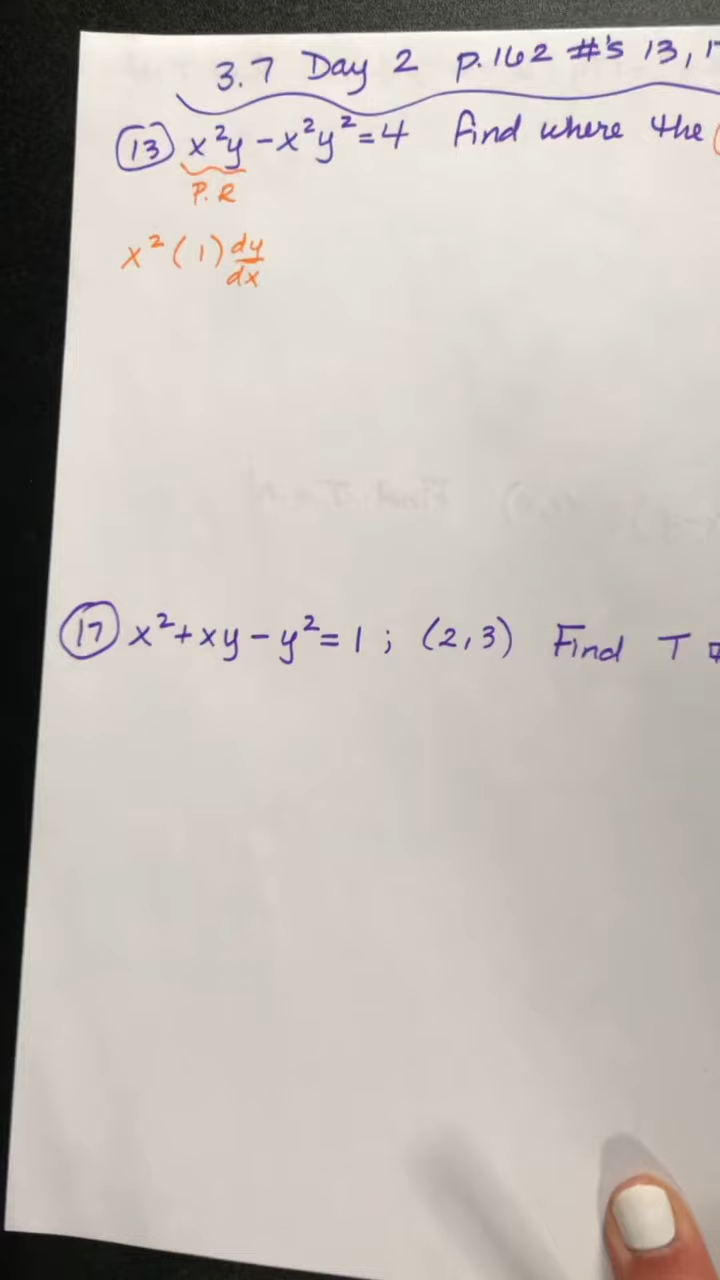 3.7 Day 2 p.162 #'s 13, 1
(13) x²y - x²y² = 4 find where the
P.R
x² (1) dy/dx
(17) x² + xy - y² = 1 ; (2,3) Find T